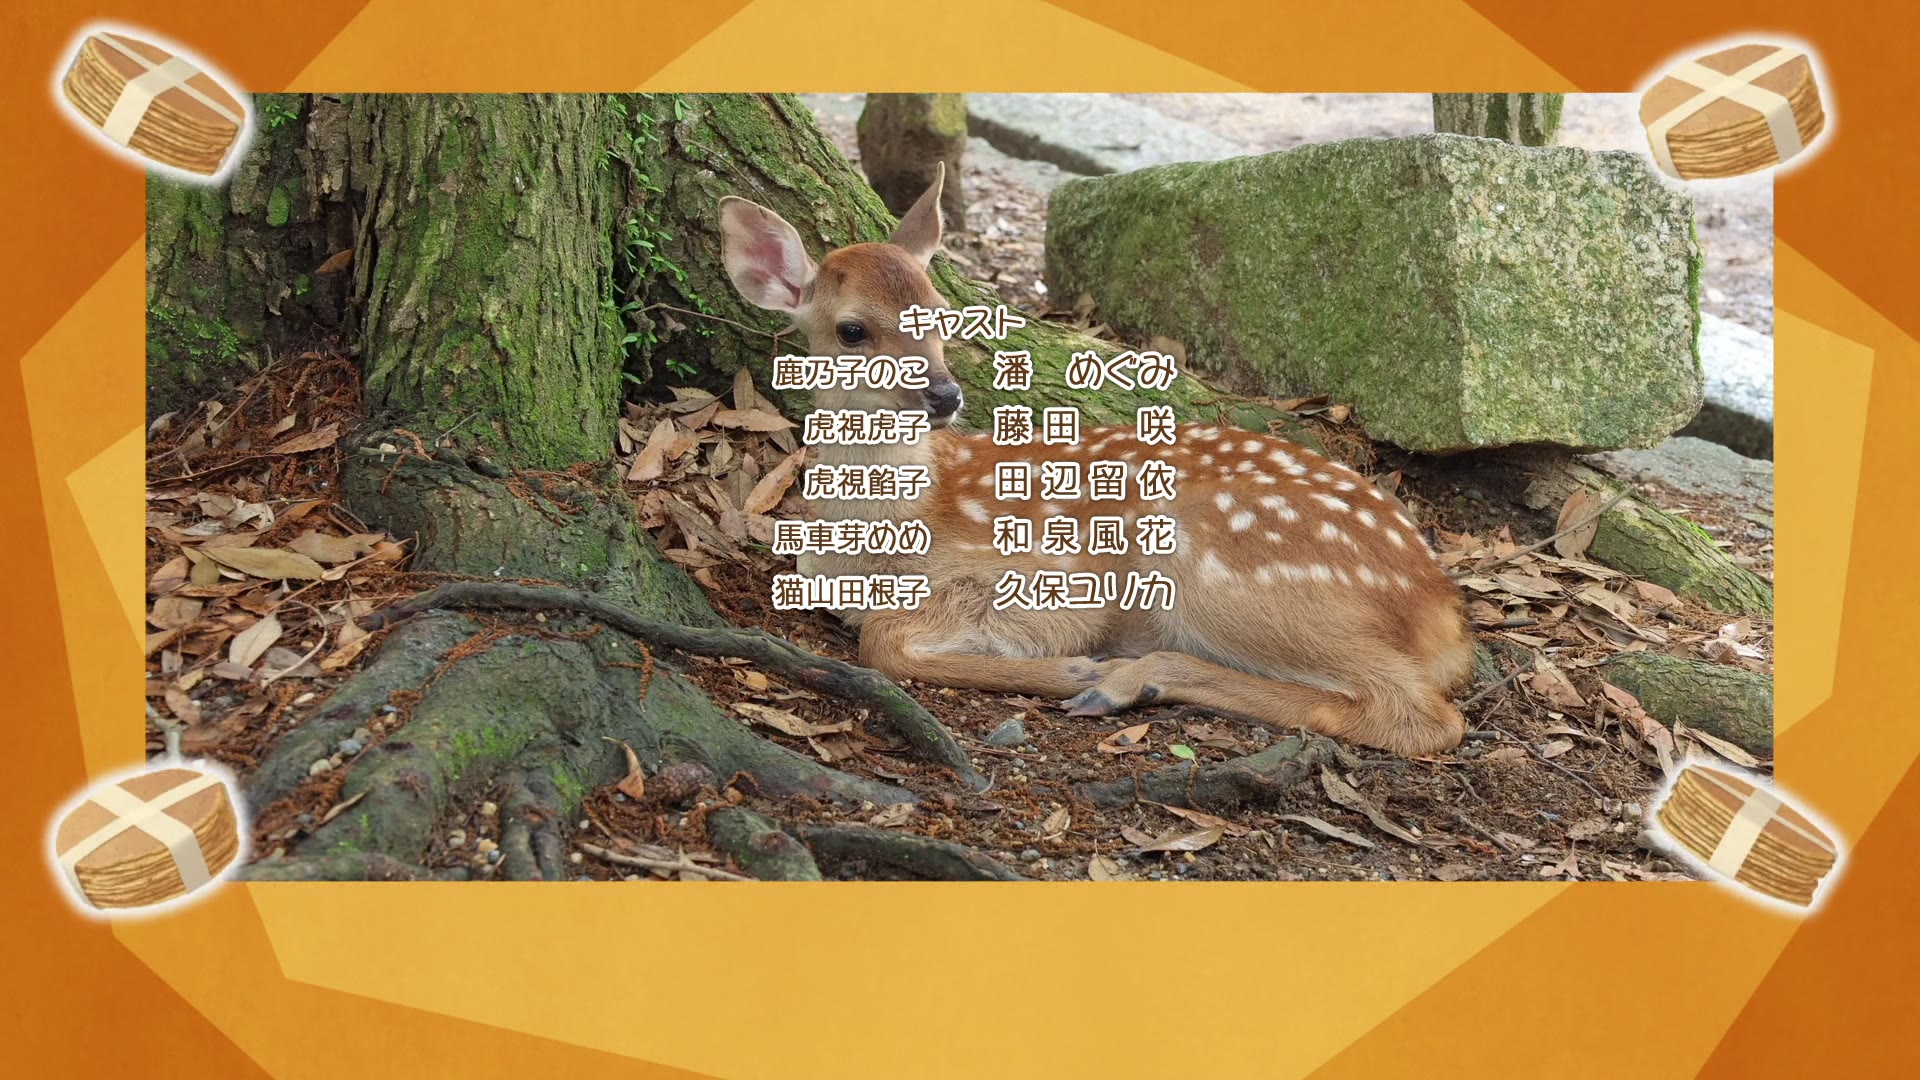 キャスト
鹿乃子のこ 潘 めぐみ
虎視虎子 藤田 咲
虎視餡子 田辺留依
馬車芽めめ 和泉風花
猫山田根子 久保ユリカ